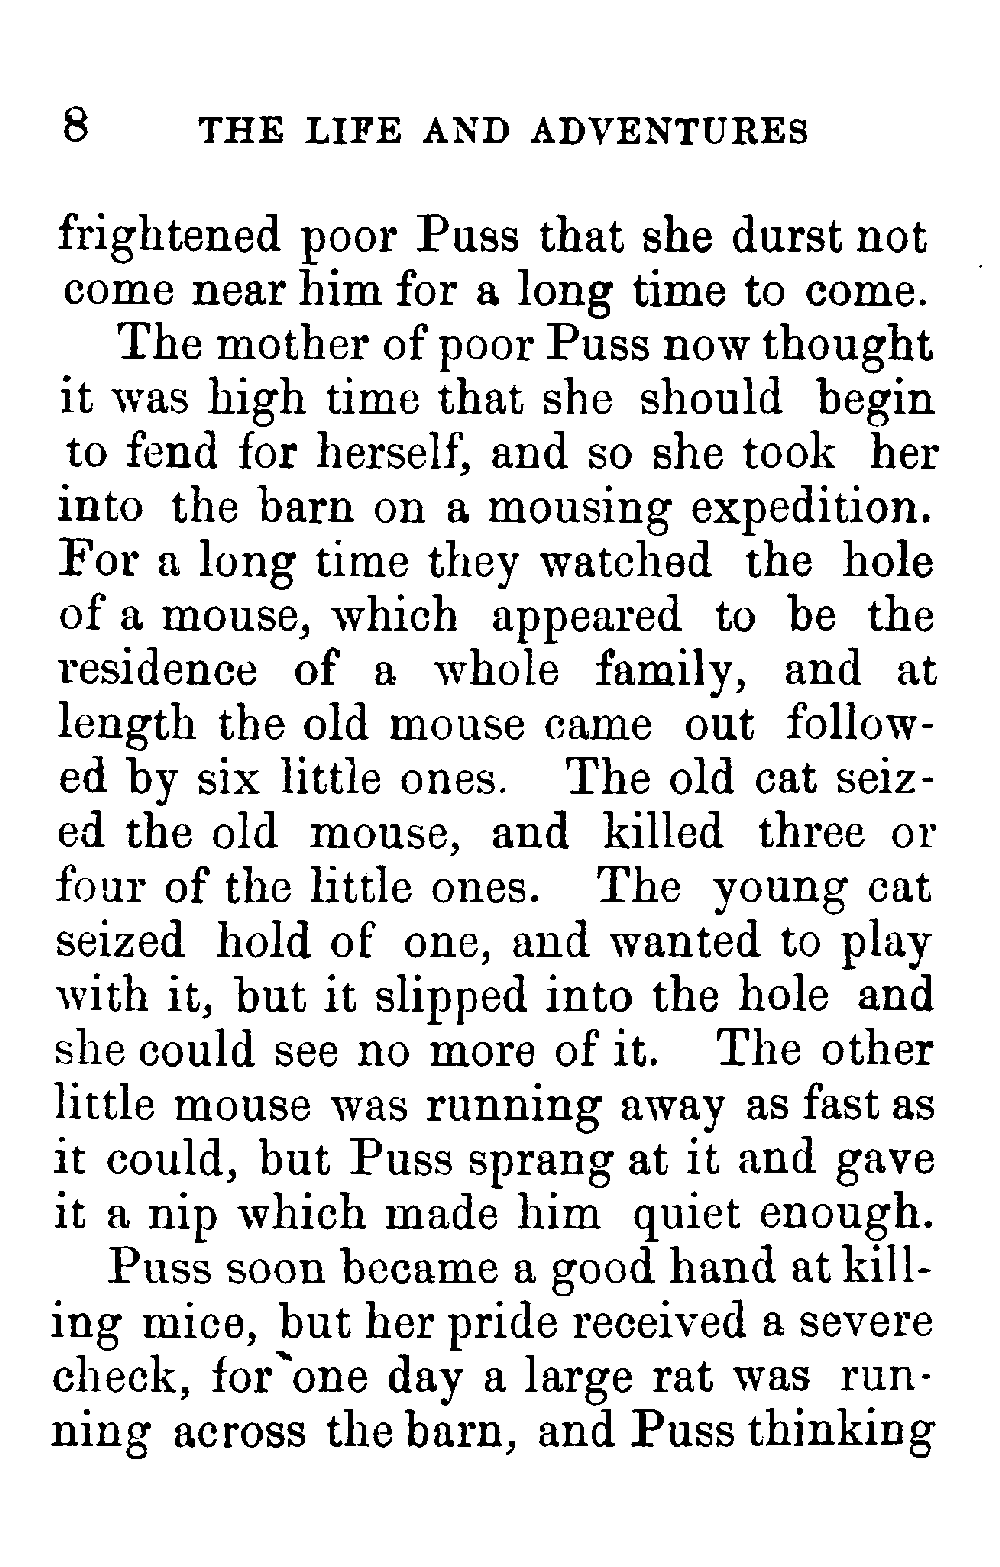 8 THE LIFE AND ADVENTURES
frightened poor Puss that she durst not
come near him for a long time to come.
The mother of poor Puss now thought
it was high time that she should begin
to fend for herself, and so she took her
into the barn on a mousing expedition.
For a long time they watched the hole
of a mouse, which appeared to be the
residence of a whole family, and at
length the old mouse came out follow-
ed by six little ones. The old cat seiz-
ed the old mouse, and killed three or
four of the little ones. The young cat
seized hold of one, and wanted to play
with it, but it slipped into the hole and
she could see no more of it. The other
little mouse was running away as fast as
it could, but Puss sprang at it and gave
it a nip which made him quiet enough.
Puss soon became a good hand at kill-
ing mice, but her pride received a severe
check, for one day a large rat was run-
ning across the barn, and Puss thinking